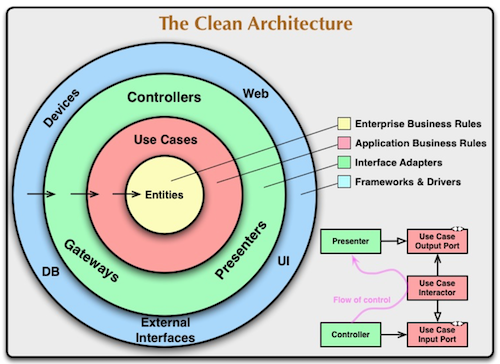 The Clean Architecture
Devices
Web
Controllers
Use Cases
Entities
Gateways
Presenters
DB
UI
External
Interfaces
Enterprise Business Rules
Application Business Rules
Interface Adapters
Frameworks & Drivers
Presenter
Use Case
Output Port
<I>
Use Case
Interactor
Flow of control
Controller
Use Case
Input Port
<I>